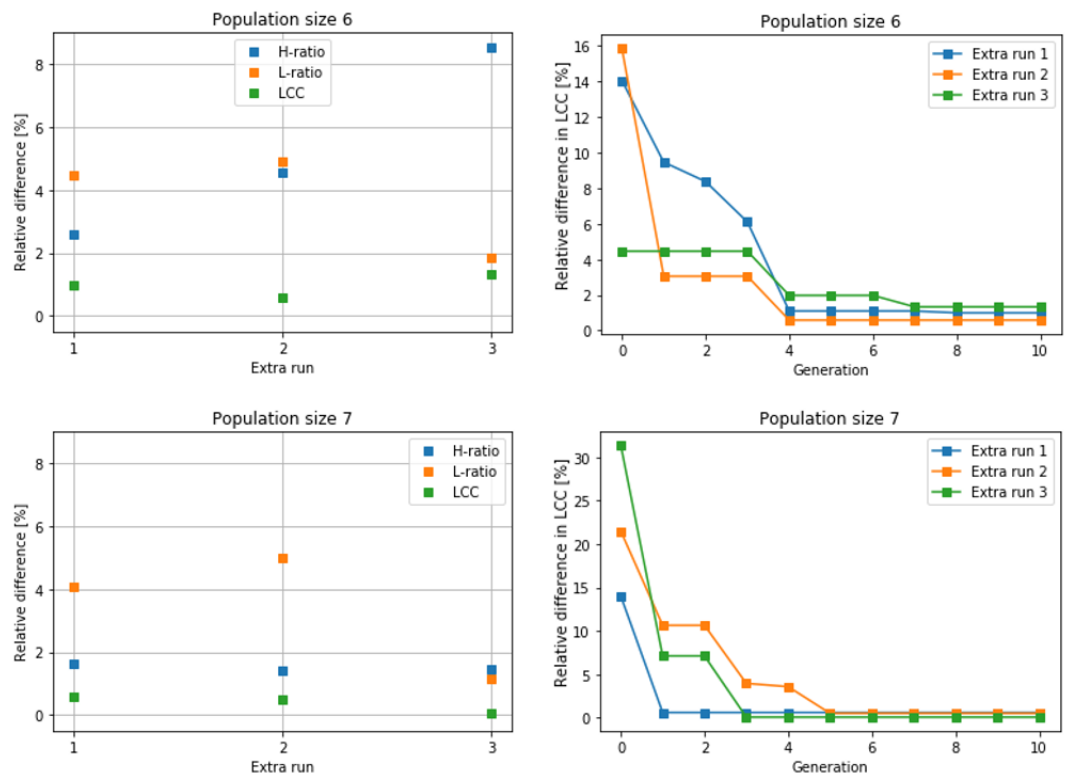 Population size 6
H-ratio
L-ratio
LCC
Relative difference [%]
8
6
4
2
0
1
2
3
Extra run
Population size 6
Extra run 1
Extra run 2
Extra run 3
Relative difference in LCC [%]
16
14
12
10
8
6
4
2
0
0
2
4
6
8
10
Generation
Population size 7
H-ratio
L-ratio
LCC
Relative difference [%]
8
6
4
2
0
1
2
3
Extra run
Population size 7
Extra run 1
Extra run 2
Extra run 3
Relative difference in LCC [%]
30
25
20
15
10
5
0
0
2
4
6
8
10
Generation